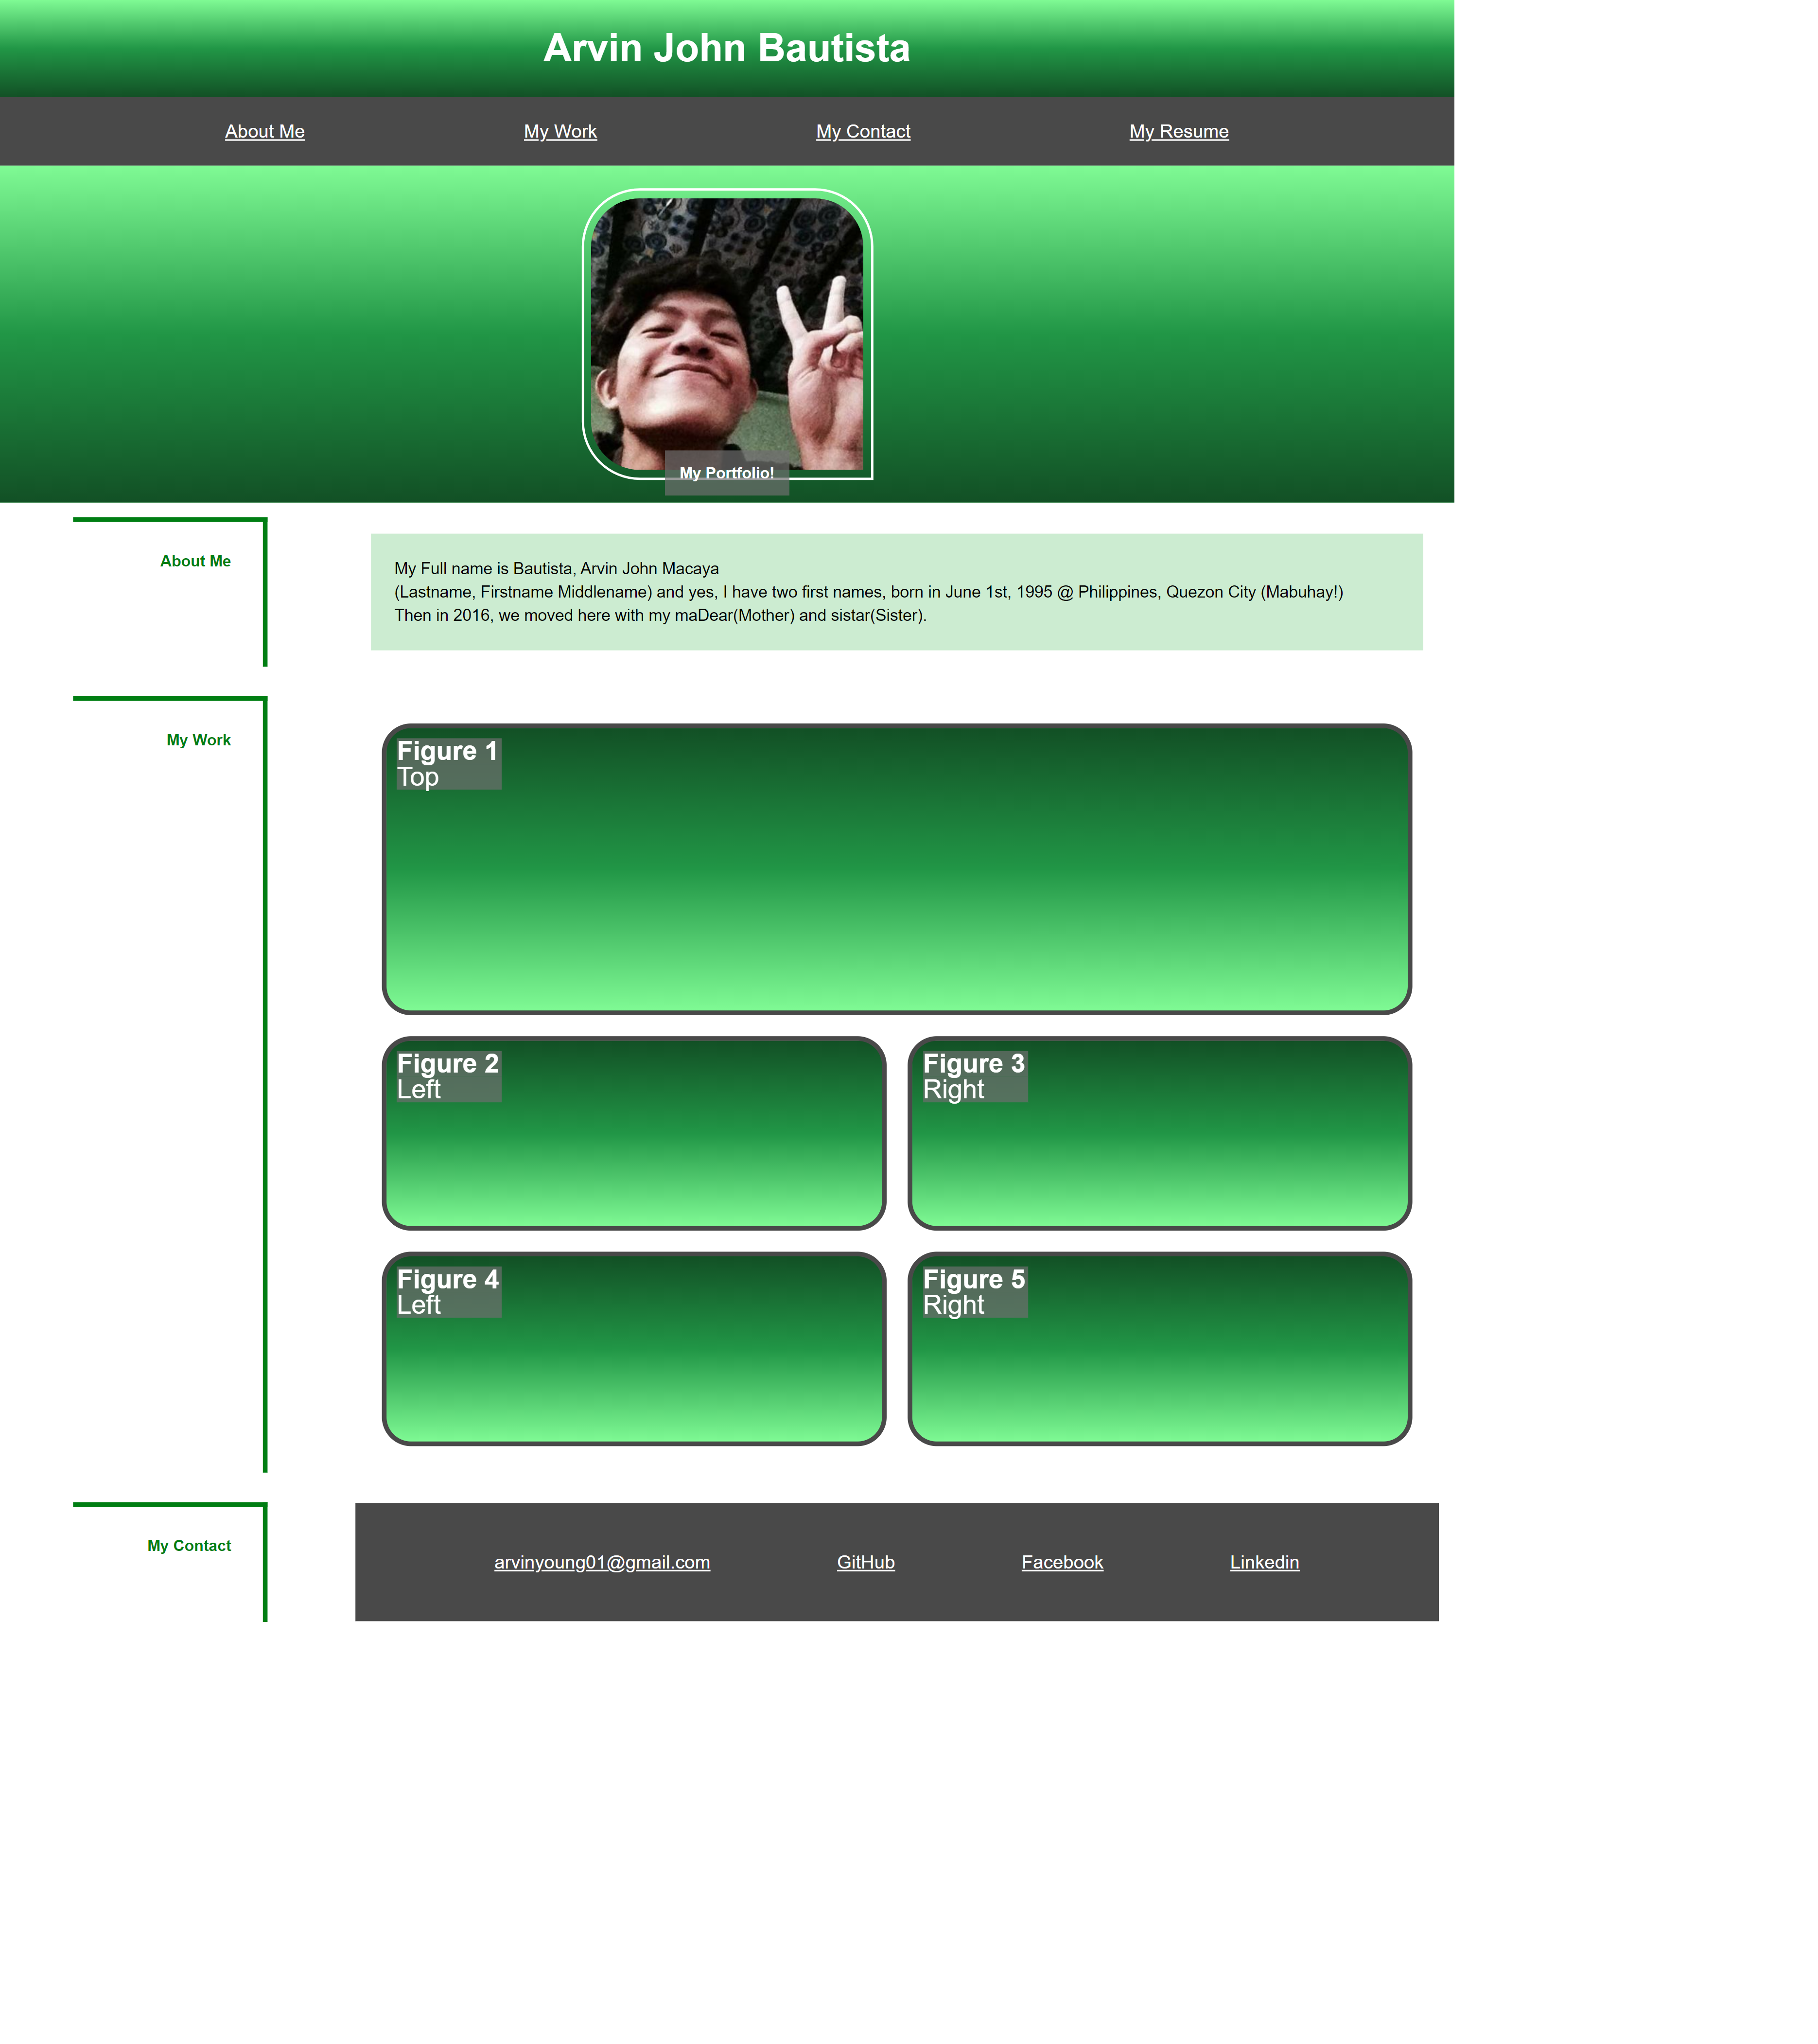 Arvin John Bautista
About Me My Work My Contact My Resume
My Portfolio!
About Me
My Full name is Bautista, Arvin John Macaya
(Lastname, Firstname Middlename) and yes, I have two first names, born in June 1st, 1995 @ Philippines, Quezon City (Mabuhay!)
Then in 2016, we moved here with my maDear(Mother) and sistar(Sister).
My Work
Figure 1
Top
Figure 2
Left
Figure 3
Right
Figure 4
Left
Figure 5
Right
My Contact
arvinyoung01@gmail.com GitHub Facebook Linkedin